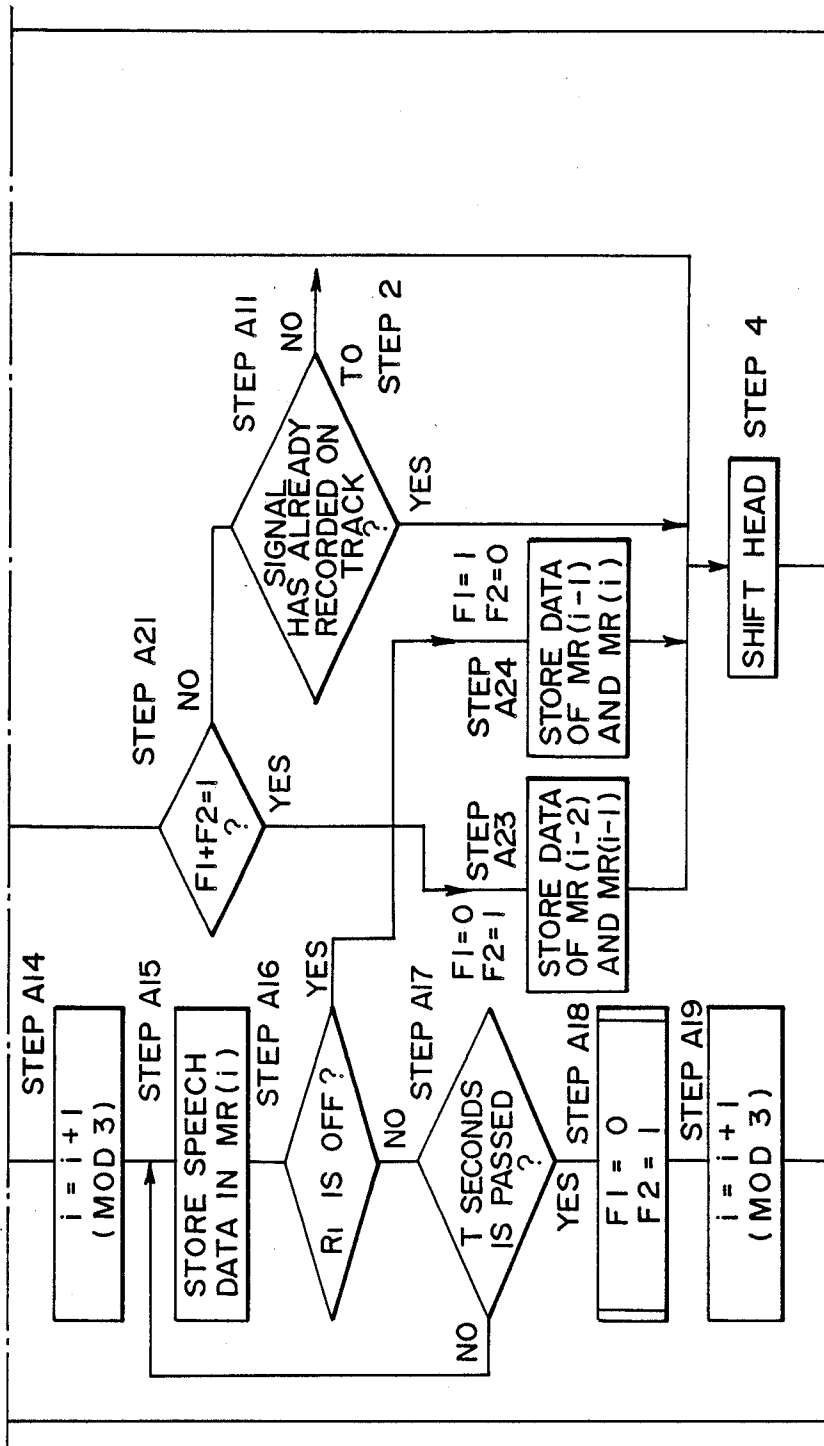 STEP A14
i = i + 1
(MOD 3)
STEP A15
STORE SPEECH
DATA IN MR(i)
STEP A16
R1 IS OFF ?
YES
NO
STEP A17
T SECONDS
IS PASSED
?
NO
YES
STEP A18
F1 = 0
F2 = 1
STEP A19
i = i + 1
(MOD 3)
STEP A21
F1+F2=1
?
NO
YES
F1=0
F2=1
STEP
A23
STORE DATA
OF MR(i-2)
AND MR(i-1)
STEP A11
SIGNAL
HAS ALREADY
RECORDED ON
TRACK
?
NO
TO
STEP 2
YES
F1=1
F2=0
STEP
A24
STORE DATA
OF MR(i-1)
AND MR(i)
SHIFT HEAD
STEP 4